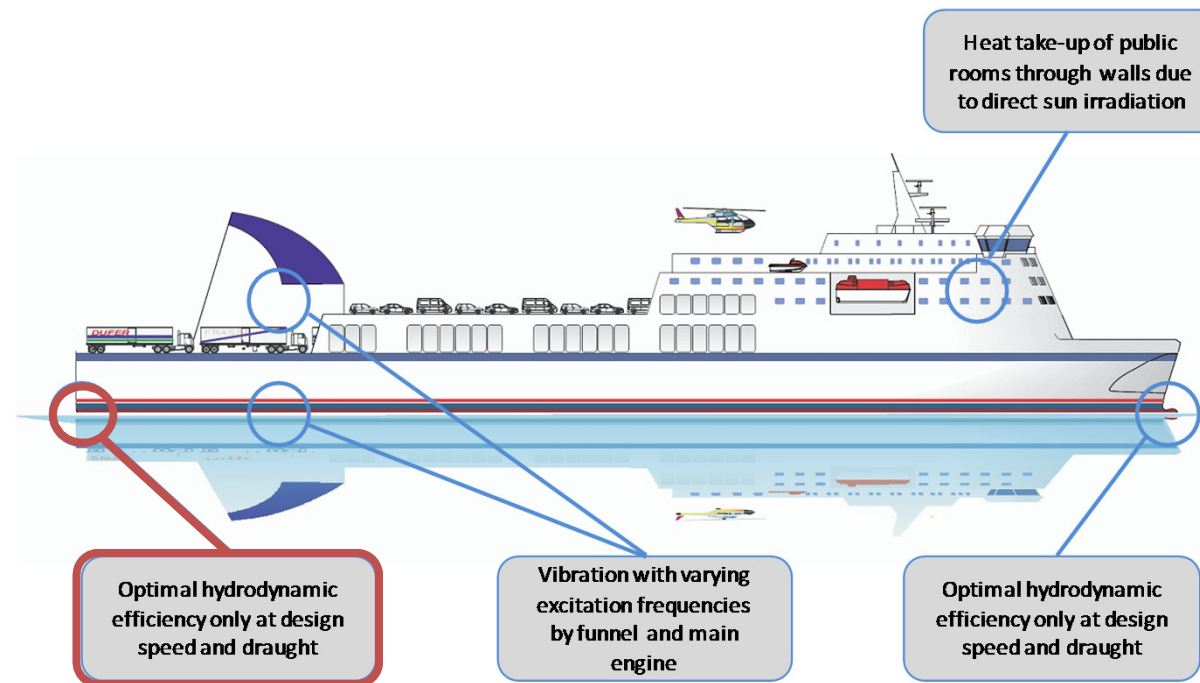 Heat take-up of public
rooms through walls due
to direct sun irradiation
DUFER
Optimal hydrodynamic
efficiency only at design
speed and draught
Vibration with varying
excitation frequencies
by funnel and main
engine
Optimal hydrodynamic
efficiency only at design
speed and draught